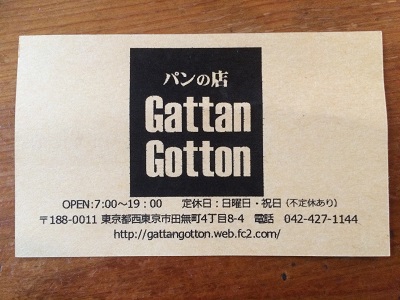 パンの店
Gattan
Gotton
OPEN:7:00～19:00 定休日:日曜日・祝日(不定休あり)
〒188-0011 東京都西東京市田無町4丁目8-4 電話 042-427-1144
http://gattangotton.web.fc2.com/